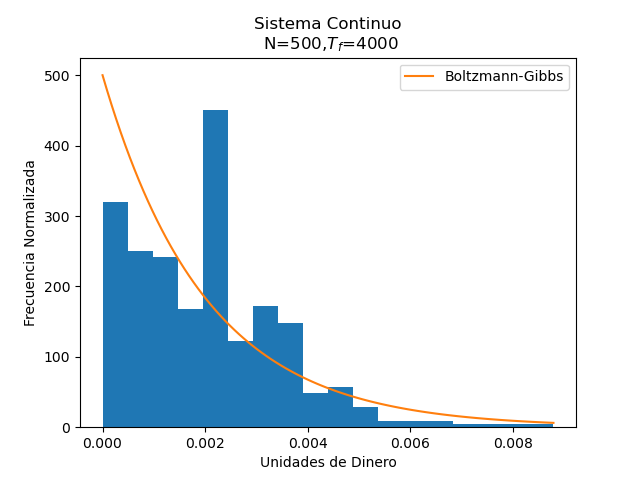 Sistema Continuo
N=500,$T_f$=4000
Boltzmann-Gibbs
500
400
300
200
100
0
Frecuencia Normalizada
0.000
0.002
0.004
0.006
0.008
Unidades de Dinero